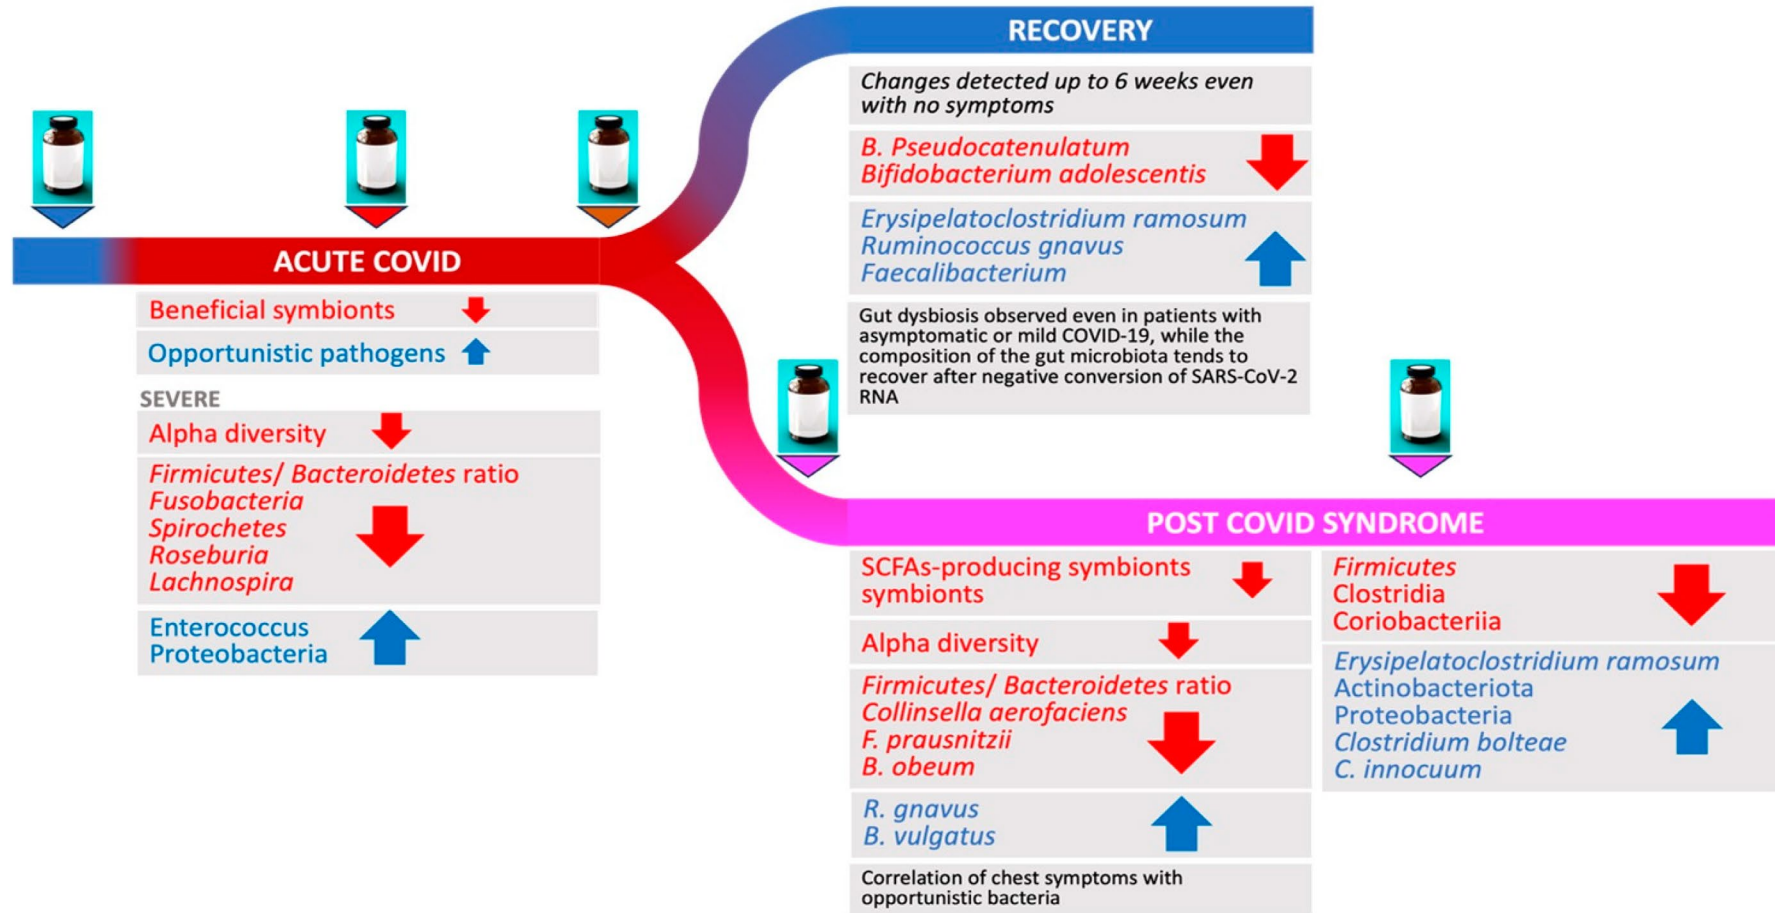 RECOVERY
Changes detected up to 6 weeks even
with no symptoms
B. Pseudocatenulatum
Bifidobacterium adolescentis
Erysipelatoclostridium ramosum
Ruminococcus gnavus
Faecalibacterium
Gut dysbiosis observed even in patients with
asymptomatic or mild COVID-19, while the
composition of the gut microbiota tends to
recover after negative conversion of SARS-CoV-2
RNA
ACUTE COVID
Beneficial symbionts
Opportunistic pathogens
SEVERE
Alpha diversity
Firmicutes/ Bacteroidetes ratio
Fusobacteria
Spirochetes
Roseburia
Lachnospira
Enterococcus
Proteobacteria
POST COVID SYNDROME
SCFAs-producing symbionts
symbionts
Alpha diversity
Firmicutes/ Bacteroidetes ratio
Collinsella aerofaciens
F. prausnitzii
B. obeum
R. gnavus
B. vulgatus
Correlation of chest symptoms with
opportunistic bacteria
Firmicutes
Clostridia
Coriobacteriia
Erysipelatoclostridium ramosum
Actinobacteriota
Proteobacteria
Clostridium bolteae
C. innocuum